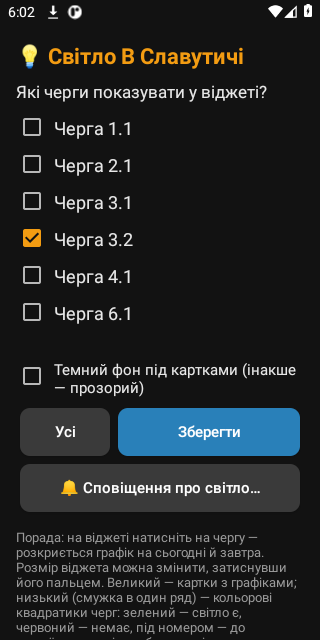 6:02
💡 Світло В Славутичі
Які черги показувати у віджеті?
Черга 1.1
Черга 2.1
Черга 3.1
Черга 3.2
Черга 4.1
Черга 6.1
Темний фон під картками (інакше
— прозорий)
Усі
Зберегти
🔔 Сповіщення про світло…
Порада: на віджеті натисніть на чергу —
розкриється графік на сьогодні й завтра.
Розмір віджета можна змінити, затиснувши
його пальцем. Великий — картки з графіками;
низький (смужка в один ряд) — кольорові
квадратики черг: зелений — світло є,
червоний — немає, під номером — до